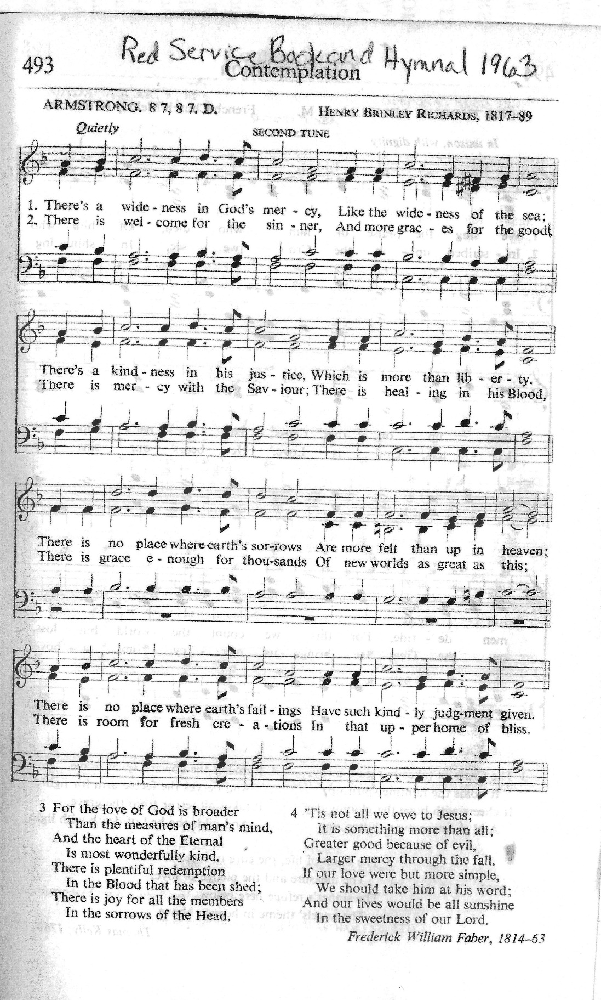 Red Service Book and Hymnal 1963
493
Contemplation
ARMSTRONG. 8 7, 8 7. D.
HENRY BRINLEY RICHARDS, 1817–89
Quietly
SECOND TUNE
1. There's a wide - ness in God's mer - cy, Like the wide - ness of the sea;
2. There is wel - come for the sin - ner, And more grac - es for the good;
There's a kind - ness in his jus - tice, Which is more than lib - er - ty.
There is mer - cy with the Sav - iour; There is heal - ing in his Blood,
There is no place where earth's sor-rows Are more felt than up in heaven;
There is grace e - nough for thou-sands Of new worlds as great as this;
There is no place where earth's fail - ings Have such kind - ly judg-ment given.
There is room for fresh cre - a - tions In that up - per home of bliss.
3 For the love of God is broader
Than the measures of man's mind,
And the heart of the Eternal
Is most wonderfully kind.
There is plentiful redemption
In the Blood that has been shed;
There is joy for all the members
In the sorrows of the Head.
4 'Tis not all we owe to Jesus;
It is something more than all;
Greater good because of evil,
Larger mercy through the fall.
If our love were but more simple,
We should take him at his word;
And our lives would be all sunshine
In the sweetness of our Lord.
Frederick William Faber, 1814–63